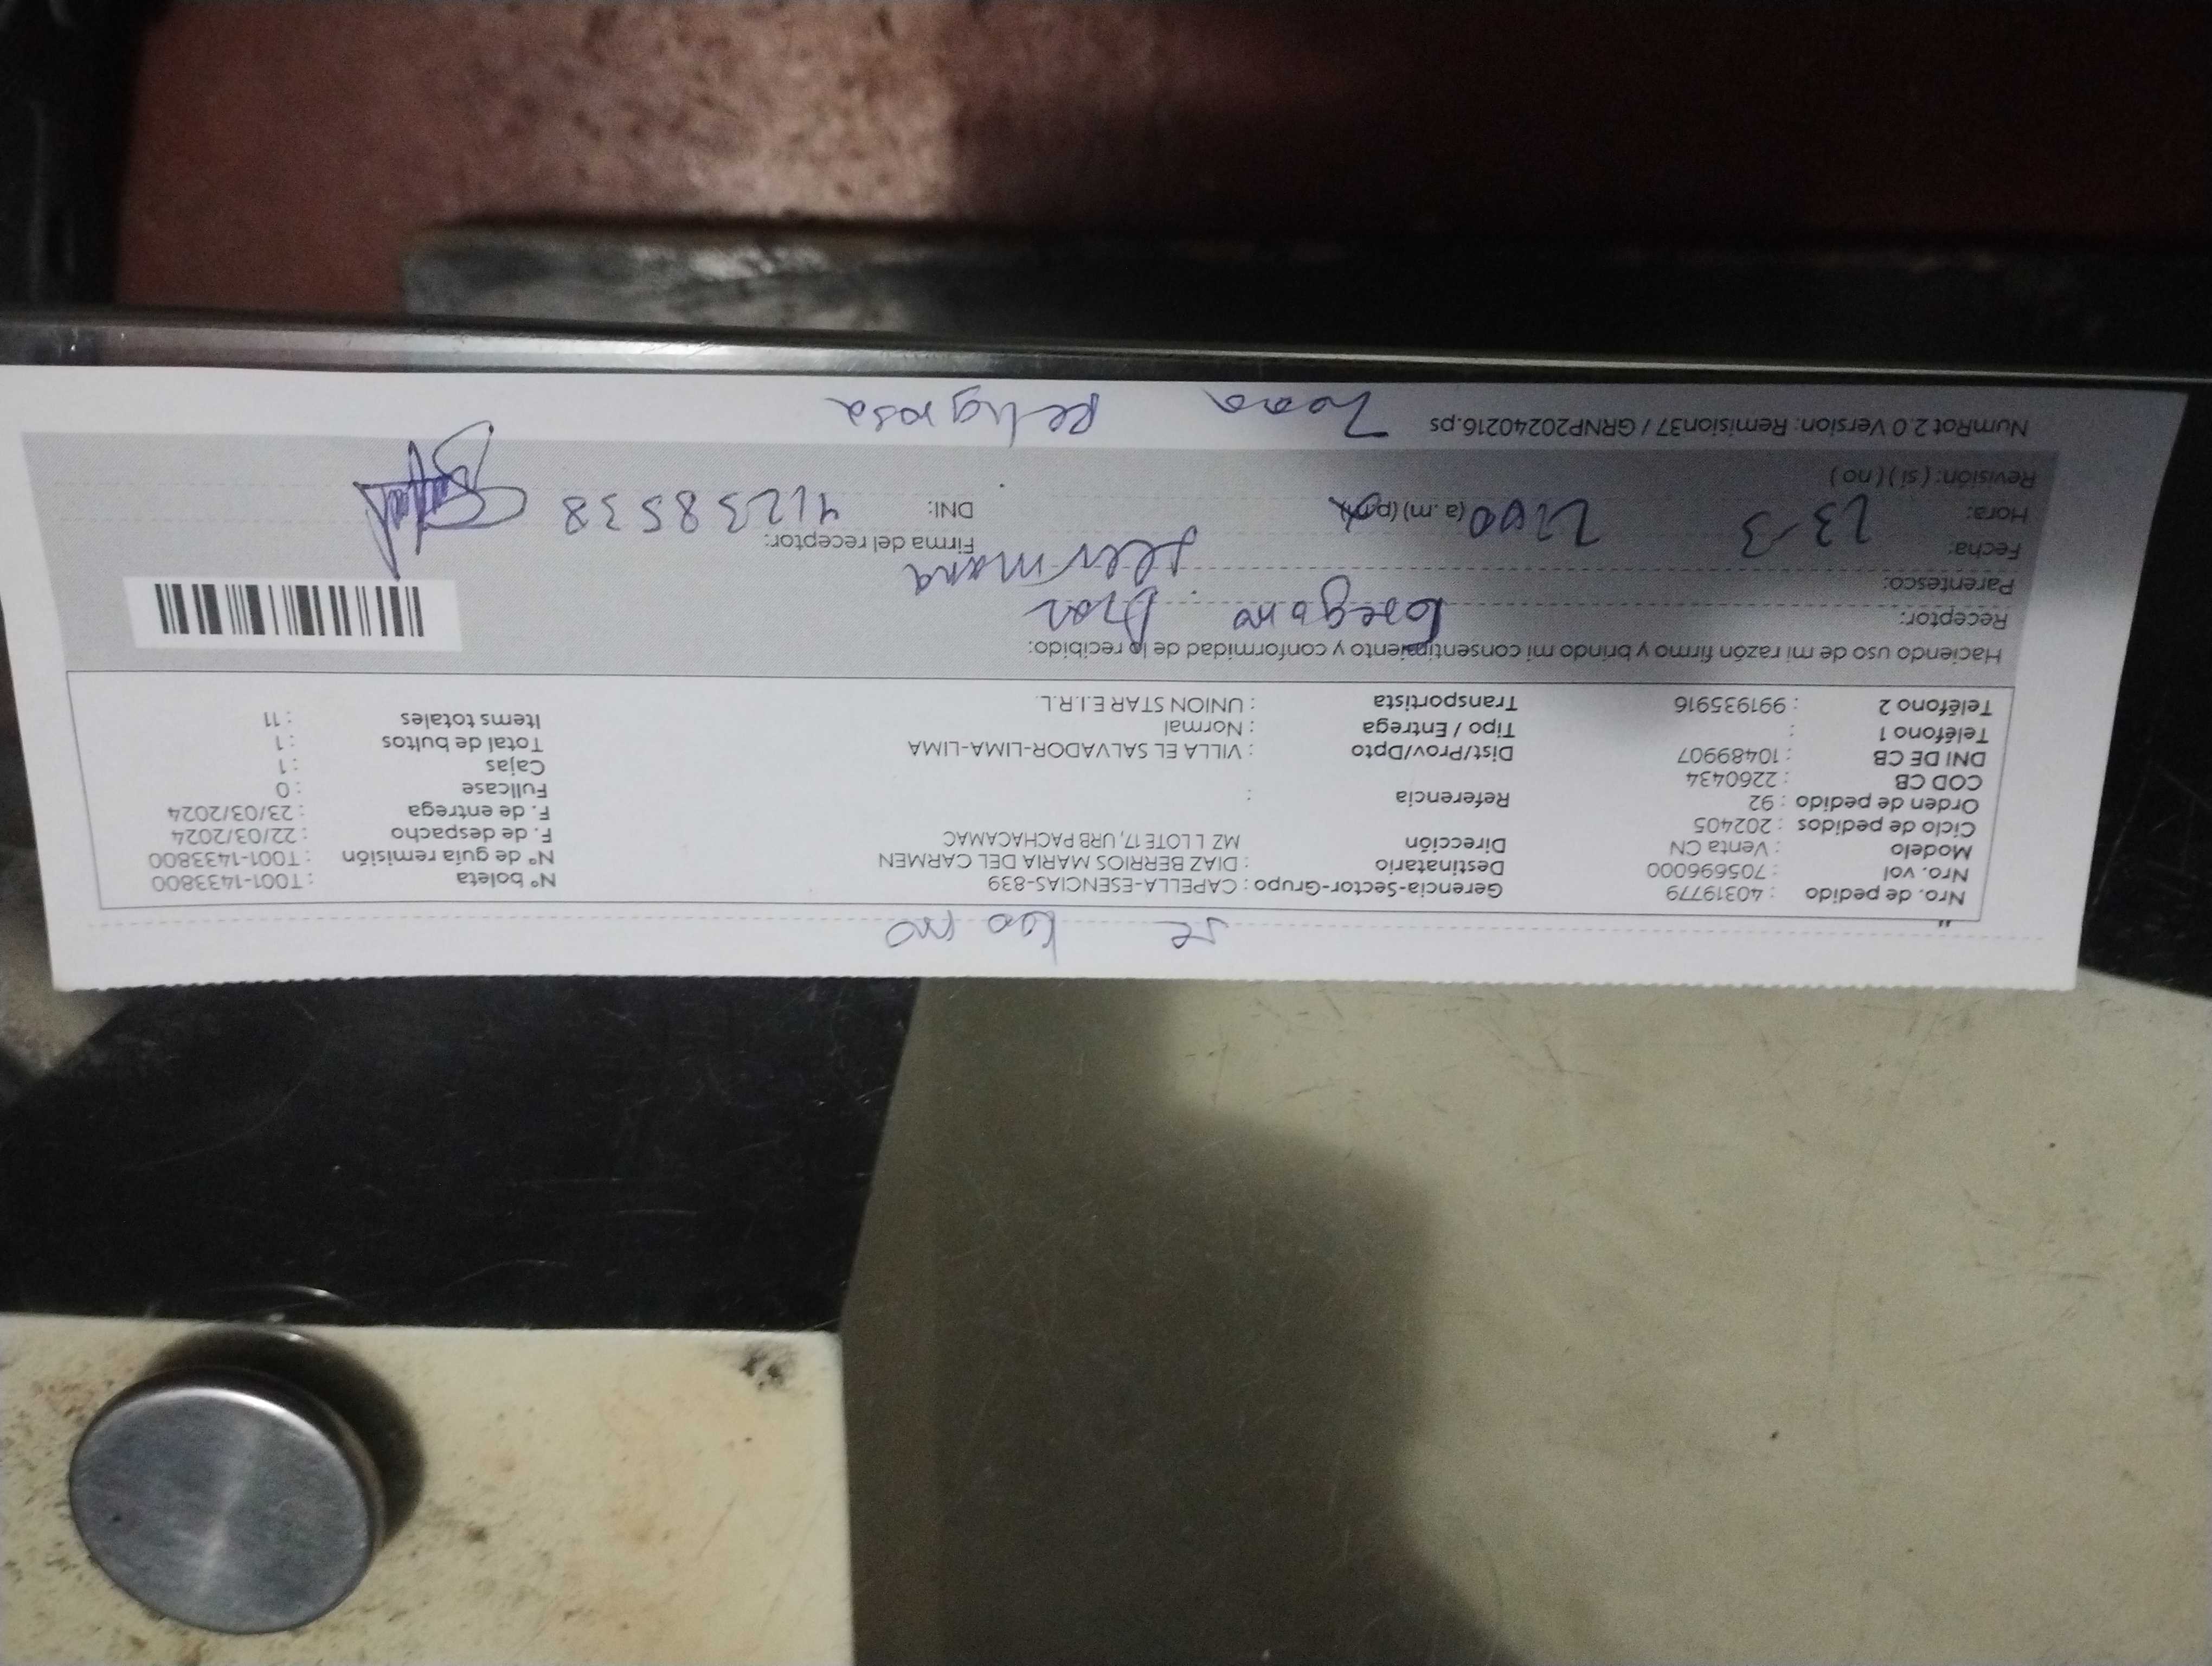 Nro. de pedido : 40319779 Gerencia-Sector-Grupo : CAPELLA-ESENCIAS-839 Nº boleta : T001-1433800
Nro. vol : 705696000 Destinatario : DIAZ BERRIOS MARIA DEL CARMEN Nº de guía remisión : T001-1433800
Modelo : Venta CN Dirección MZ L LOTE 17, URB PACHACAMAC F. de despacho : 22/03/2024
Ciclo de pedidos : 202405 F. de entrega : 23/03/2024
Orden de pedido : 92 Referencia : Fullcase : 0
COD CB : 2260434 Cajas : 1
DNI DE CB : 10489907 Dist/Prov/Dpto : VILLA EL SALVADOR-LIMA-LIMA Total de bultos : 1
Teléfono 1 : Tipo / Entrega : Normal Items totales : 11
Teléfono 2 : 991935916 Transportista : UNION STAR E.I.R.L.
Haciendo uso de mi razón firmo y brindo mi consentimiento y conformidad de lo recibido:
Receptor: Diaz
Parentesco: Hermana
Fecha: 23-3 Firma del receptor:
Hora: (a.m) (p.m) DNI: 41238538
Revisión: ( sí ) ( no )
NumRot 2.0 Version: Remision37 / GRNP20240216.ps Zona Peligrosa